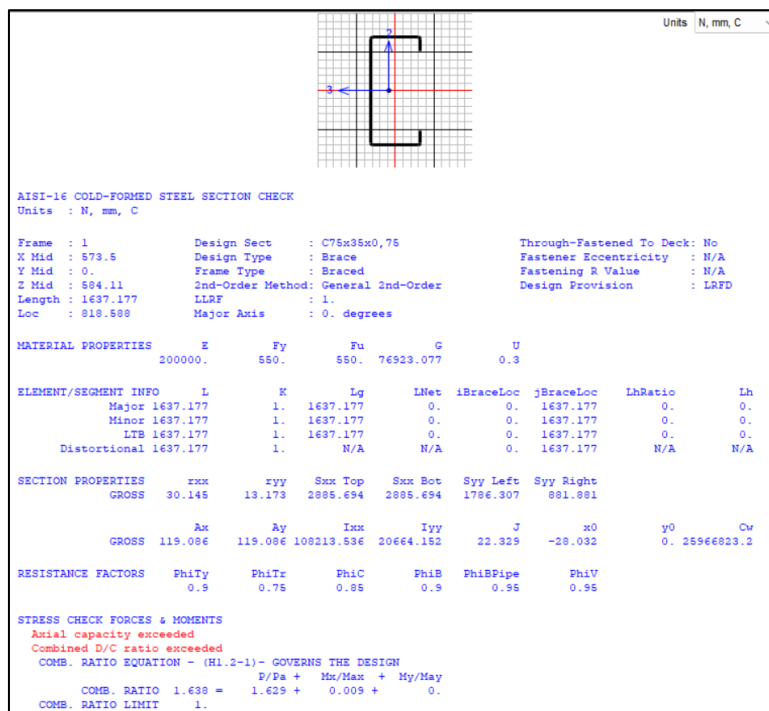 Units N, mm, C
2
3
AISI-16 COLD-FORMED STEEL SECTION CHECK
Units : N, mm, C
Frame : 1 Design Sect : C75x35x0,75 Through-Fastened To Deck: No
X Mid : 573.5 Design Type : Brace Fastener Eccentricity : N/A
Y Mid : 0. Frame Type : Braced Fastening R Value : N/A
Z Mid : 584.11 2nd-Order Method: General 2nd-Order Design Provision : LRFD
Length : 1637.177 LLRF : 1.
Loc : 818.588 Major Axis : 0. degrees
MATERIAL PROPERTIES E Fy Fu G U
200000. 550. 550. 76923.077 0.3
ELEMENT/SEGMENT INFO L K Lg LNet iBraceLoc jBraceLoc LhRatio Lh
Major 1637.177 1. 1637.177 0. 0. 1637.177 0. 0.
Minor 1637.177 1. 1637.177 0. 0. 1637.177 0. 0.
LTB 1637.177 1. 1637.177 0. 0. 1637.177 0. 0.
Distortional 1637.177 1. N/A N/A 0. 1637.177 N/A N/A
SECTION PROPERTIES rxx ryy Sxx Top Sxx Bot Syy Left Syy Right
GROSS 30.145 13.173 2885.694 2885.694 1786.307 881.881
Ax Ay Ixx Iyy J x0 y0 Cw
GROSS 119.086 119.086 108213.536 20664.152 22.329 -28.032 0. 25966823.2
RESISTANCE FACTORS PhiTy PhiTr PhiC PhiB PhiBPipe PhiV
0.9 0.75 0.85 0.9 0.95 0.95
STRESS CHECK FORCES & MOMENTS
Axial capacity exceeded
Combined D/C ratio exceeded
COMB. RATIO EQUATION - (H1.2-1)- GOVERNS THE DESIGN
P/Pa + Mx/Max + My/May
COMB. RATIO 1.638 = 1.629 + 0.009 + 0.
COMB. RATIO LIMIT 1.